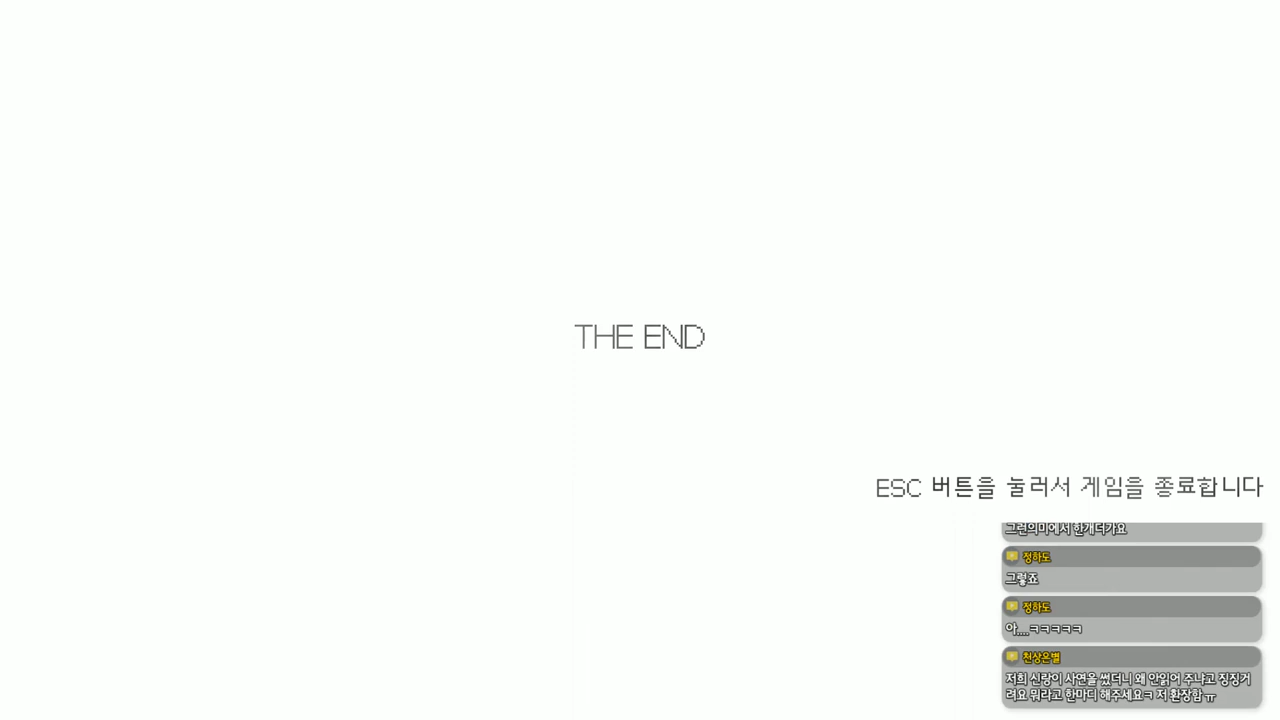 THE END
ESC 버튼을 눌러서 게임을 종료합니다
그런의미에서 한개더가요
정하도
그렇죠
정하도
아....ㅋㅋㅋㅋㅋ
천상은별
저희 신랑이 사연을 썼더니 왜 안읽어 주냐고 징징거
려요 뭐라고 한마디 해주세요ㅋ 저 환장함 ㅠ